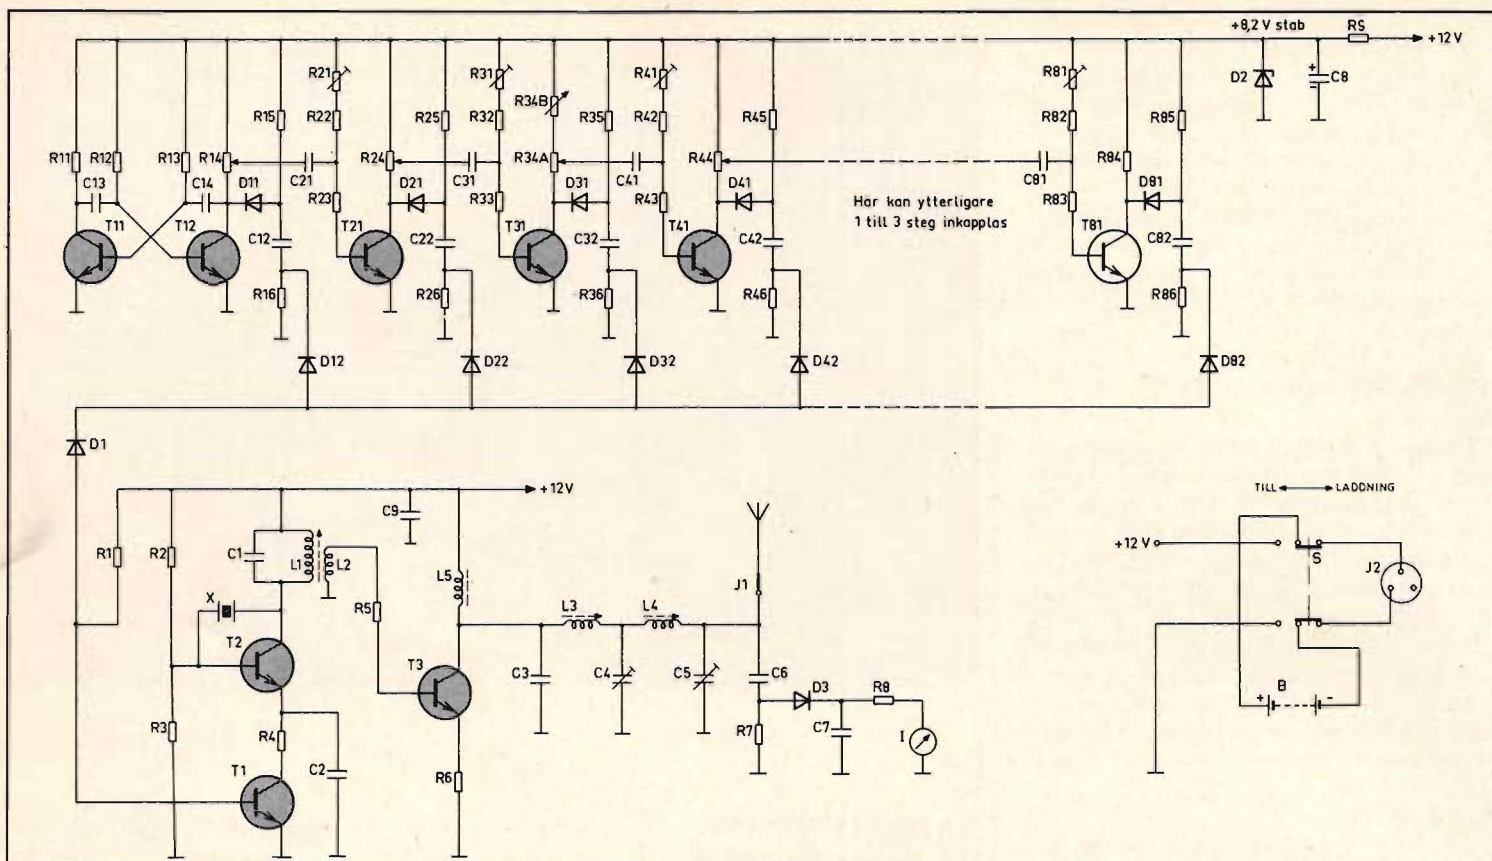 +8,2 V stab RS
+12 V
R21 R31 R41 R81 D2 C8
R34B
R15 R22 R25 R32 R35 R42 R45 R82 R85
R11 R12 R13 R14 R24 R34A R44 R84
C13 C14 D11 C21 D21 C31 D31 C41 D41 C81 D81
R23 R33 R43 R83
Här kan ytterligare
1 till 3 steg inkapplas
T11 T12 C12 T21 C22 T31 C32 T41 C42 T81 C82
R16 R26 R36 R46 R86
D12 D22 D32 D42 D82
D1
+12V
TILL LADDNING
C9
R1 R2 C1 L1 L2 L5 J1 +12 V S J2
X R5 L3 L4
T2 T3 C3 C4 C5 C6
D3 R8 B
+ -
R3 R4 R7 C7 I
T1 C2 R6